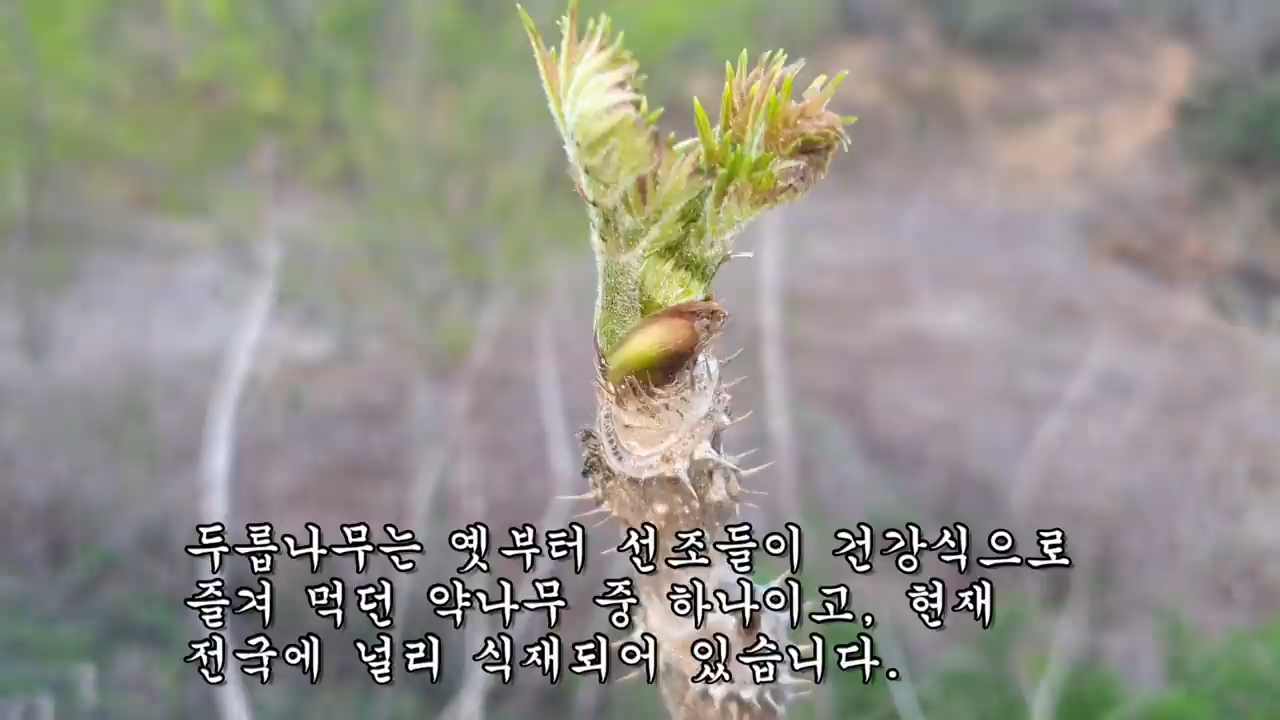 두릅나무는 옛부터 선조들이 건강식으로
즐겨 먹던 약나무 중 하나이고, 현재
전국에 널리 식재되어 있습니다.